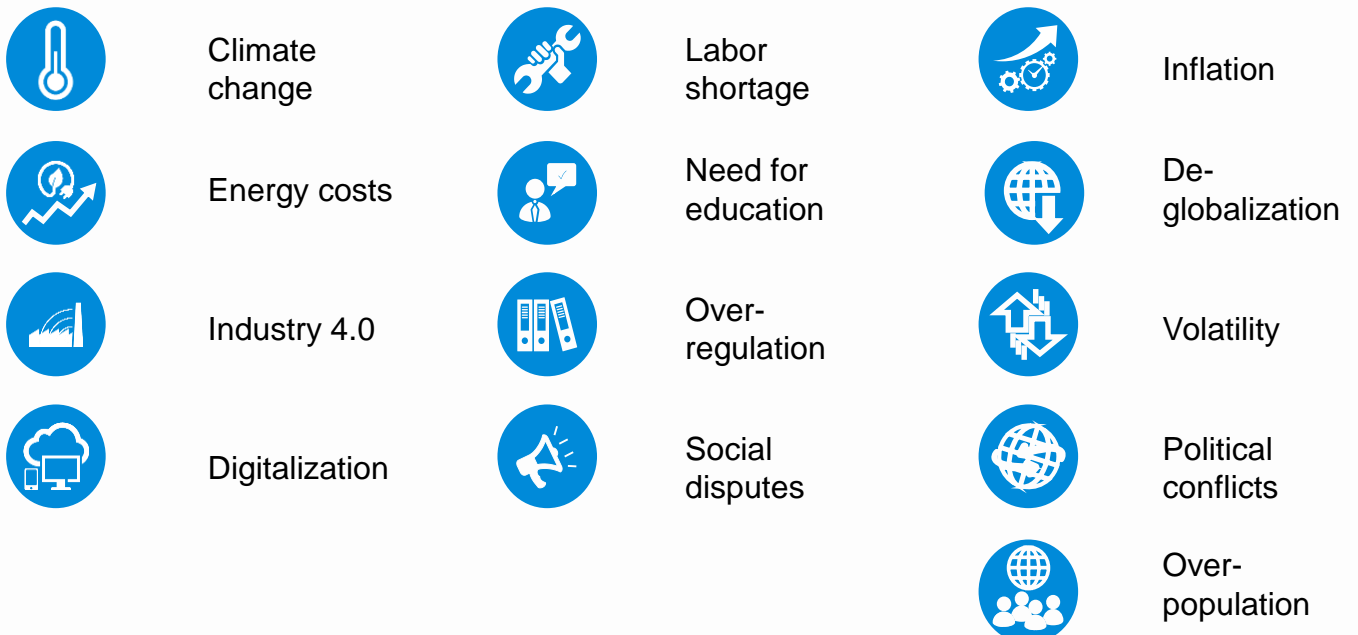 Climate
change
Labor
shortage
Inflation
Energy costs
Need for
education
De-
globalization
Industry 4.0
Over-
regulation
Volatility
Digitalization
Social
disputes
Political
conflicts
Over-
population